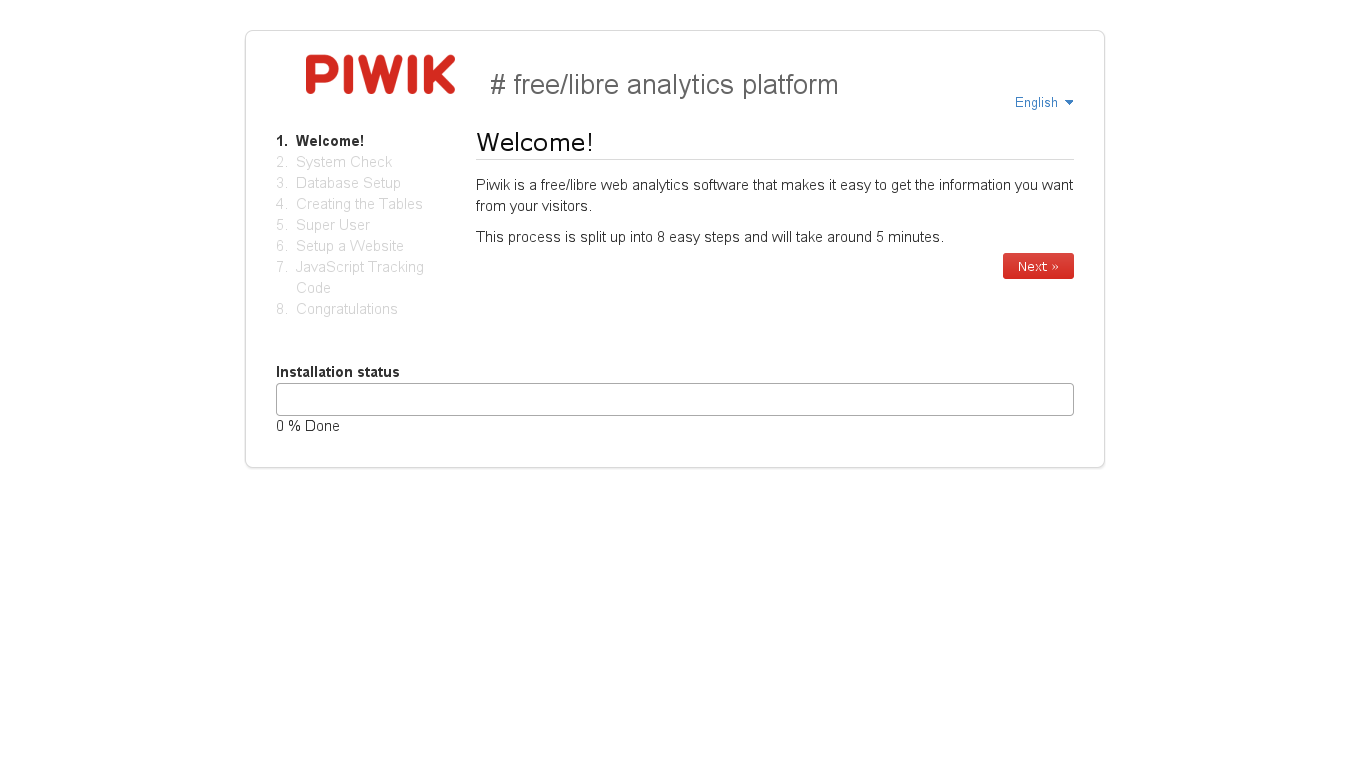 PIWIK # free/libre analytics platform
English
1. Welcome!
2. System Check
3. Database Setup
4. Creating the Tables
5. Super User
6. Setup a Website
7. JavaScript Tracking
Code
8. Congratulations
Welcome!
Piwik is a free/libre web analytics software that makes it easy to get the information you want
from your visitors.
This process is split up into 8 easy steps and will take around 5 minutes.
Next »
Installation status
0 % Done